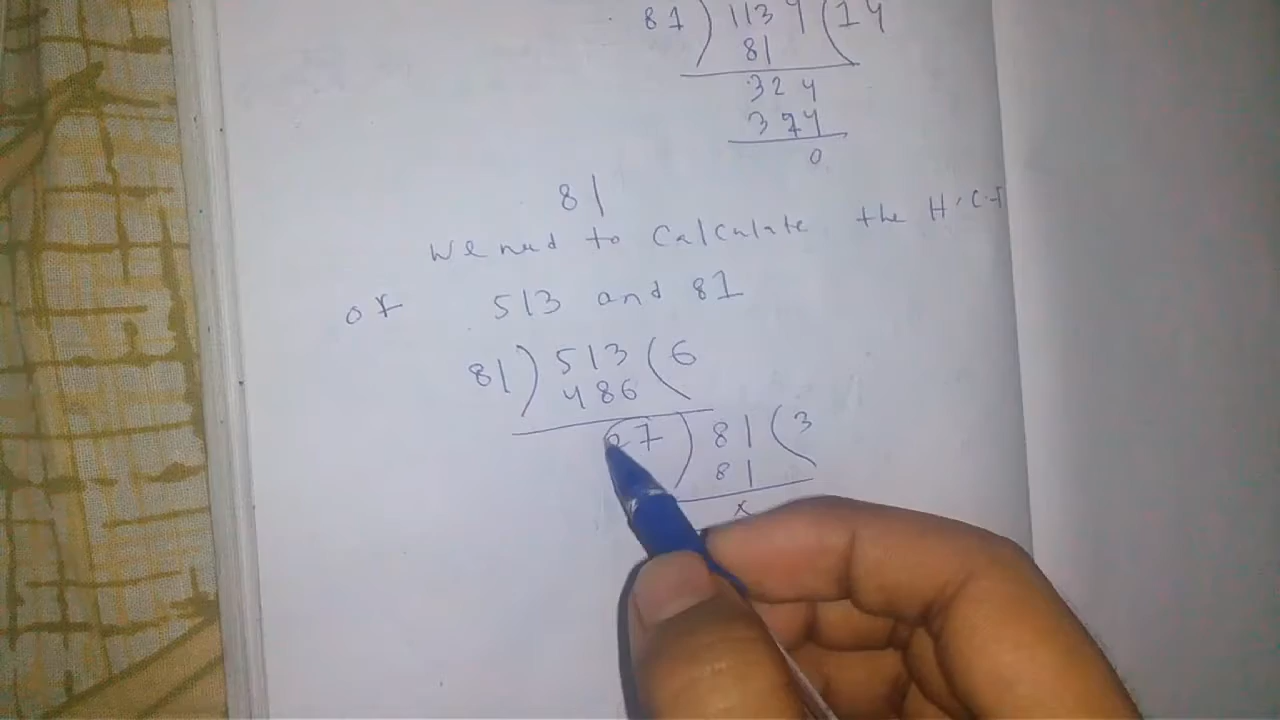 81 ) 1134 ( 14
81
324
324
0
81
We need to Calculate the H.C.F
of 513 and 81
81 ) 513 ( 6
486
27 ) 81 ( 3
81
x